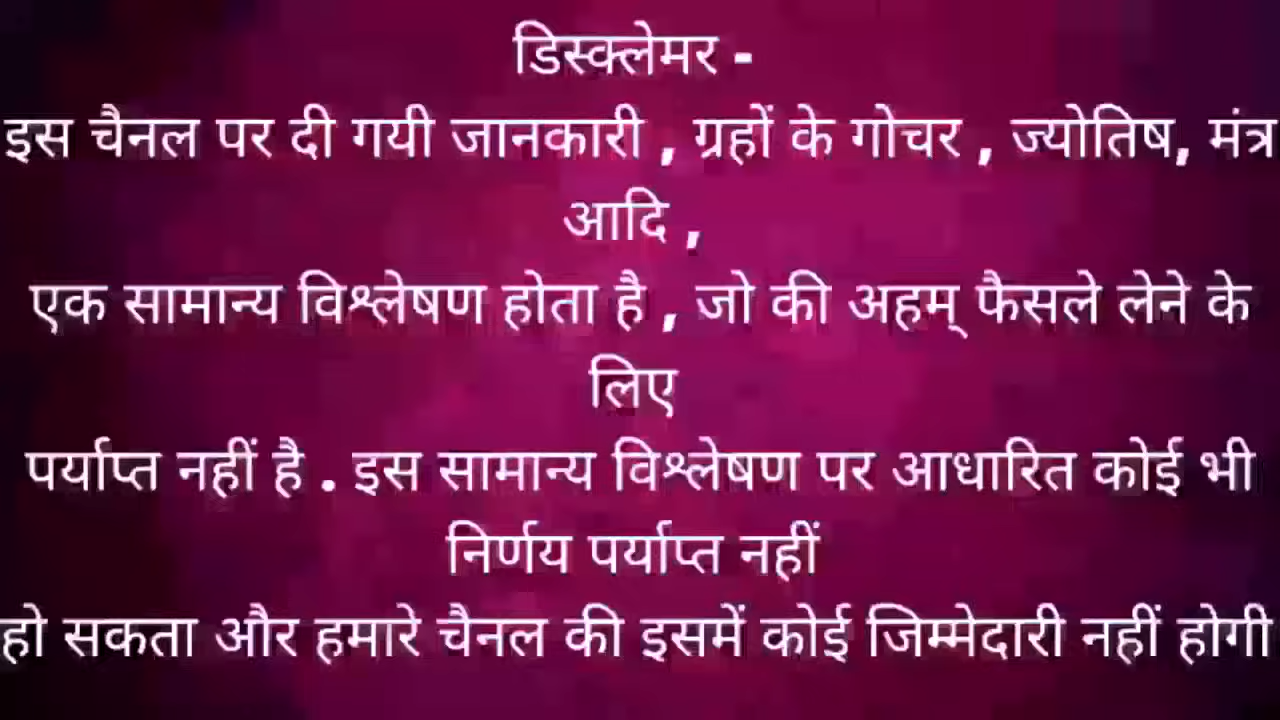 डिस्क्लेमर -
इस चैनल पर दी गयी जानकारी , ग्रहों के गोचर , ज्योतिष, मंत्र
आदि ,
एक सामान्य विश्लेषण होता है , जो की अहम् फैसले लेने के
लिए
पर्याप्त नहीं है . इस सामान्य विश्लेषण पर आधारित कोई भी
निर्णय पर्याप्त नहीं
हो सकता और हमारे चैनल की इसमें कोई जिम्मेदारी नहीं होगी